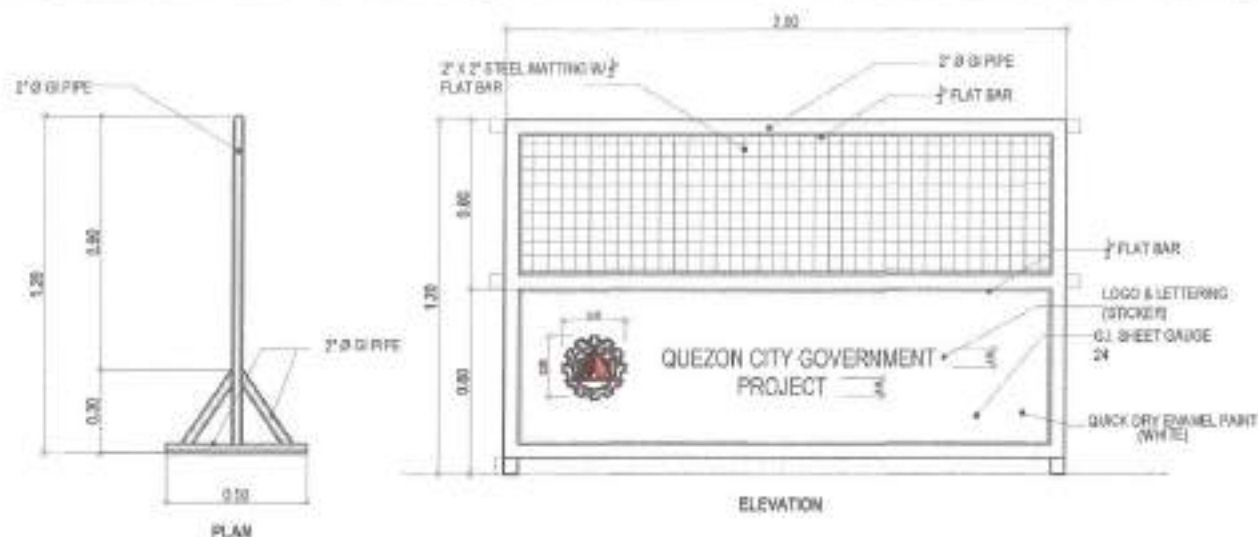 2" Ø GI PIPE
1.20
0.90
0.30
2" Ø GI PIPE
0.50
PLAN
2.00
2" X 2" STEEL MATTING W/ ½"
FLAT BAR
2" Ø GI PIPE
½" FLAT BAR
1.20
0.60
0.60
½" FLAT BAR
LOGO & LETTERING
(STICKER)
G.I. SHEET GAUGE
24
QUEZON CITY GOVERNMENT
PROJECT
QUICK DRY ENAMEL PAINT
(WHITE)
ELEVATION